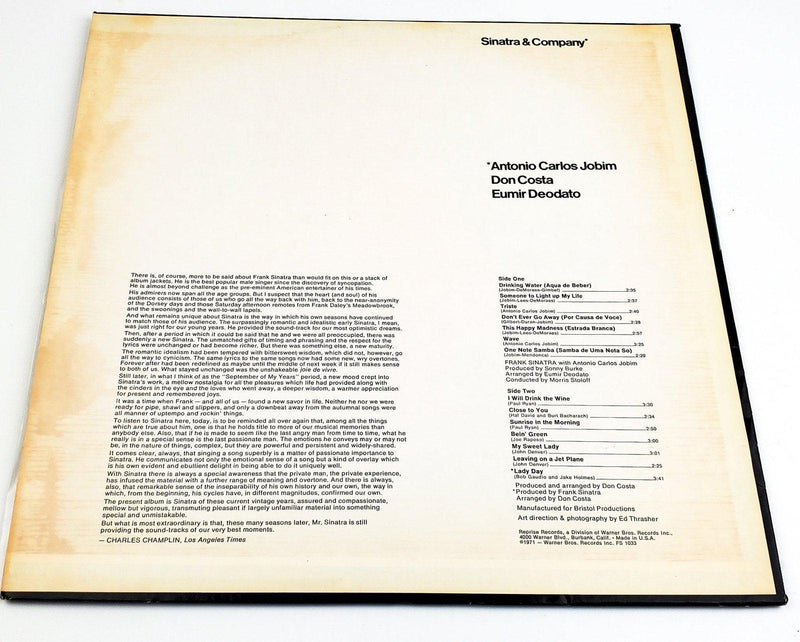 Sinatra & Company*
*Antonio Carlos Jobim
Don Costa
Eumir Deodato
There is, of course, more to be said about Frank Sinatra than would fit on this or a stack of
album jackets. He is the best popular male singer since the discovery of syncopation.
He is almost beyond challenge as the pre-eminent American entertainer of his times.
His admirers now span all the age groups. But I suspect that the heart (and soul) of his
audience consists of those of us who go all the way back with him, back to the near-anonymity
of the Dorsey days and those Saturday afternoon remotes from Frank Daley's Meadowbrook,
and the swoonings and the wall-to-wall lapels.
And what remains unique about Sinatra is the way in which his own seasons have continued
to match those of his audience. The surpassingly romantic and idealistic early Sinatra, I mean,
was just right for our young years. He provided the sound-track for our most optimistic dreams.
Then, after a period in which it could be said that he and we were all preoccupied, there was
suddenly a new Sinatra. The unmatched gifts of timing and phrasing and the respect for the
lyrics were unchanged or had become richer. But there was something else, a new maturity.
The romantic idealism had been tempered with bittersweet wisdom, which did not, however, go
all the way to cynicism. The same lyrics to the same songs now had some new, wry overtones.
Forever after had been redefined as maybe until the middle of next week if it still makes sense
to both of us. What stayed unchanged was the unshakeable joie de vivre.
Still later, in what I think of as the "September of My Years" period, a new mood crept into
Sinatra's work, a mellow nostalgia for all the pleasures which life had provided along with
the cinders in the eye and the loves who went away, a deeper wisdom, a warmer appreciation
for present and remembered joys.
It was a time when Frank — and all of us — found a new safety in love. Neither he nor we were
ready for pipe, shawl and slippers, and only a downbeat away from the autumnal songs were
all manner of uptempo and rockin' things.
To listen to Sinatra here, today, is to be reminded all over again that, among all the things
which are true about him, one is that he holds title to more of our musical memories than
anybody else. Also, that if he is made to seem like the last angry man from time to time, what he
really is in a special sense is the last passionate man. The emotions he conveys may or may not
be, in the nature of things, complex, but they are powerful and persistent and widely-shared.
It comes clear, always, that singing a song superbly is a matter of passionate importance to
Sinatra. He communicates not only the emotional sense of a song but a kind of overlay which
is his own evident and ebullient delight in being able to do it uniquely well.
With Sinatra there is always a special awareness that the private man, the private experience,
has infused the material with a further range of meaning and overtone. And there is always,
also, that remarkable sense of the inseparability of his own history and our own, the way in
which, from the beginning, his cycles have, in different magnitudes, confirmed our own.
The present album is Sinatra of these current vintage years, assured and compassionate,
mellow but vigorous, transmuting pleasant if largely unfamiliar material into something
special and unmistakable.
But what is most extraordinary is that, these many seasons later, Mr. Sinatra is still
providing the sound-tracks of our very best moments.
— CHARLES CHAMPLIN, Los Angeles Times
Side One
Drinking Water (Aqua de Beber) 2:35
(Jobim-DeMoraes-Gimbel)
Someone to Light up My Life 2:37
(Jobim-Lees-DeMoraes)
Triste 2:40
(Antonio Carlos Jobim)
Don't Ever Go Away (Por Causa de Voce)
(Gilbert-Duran-Jobim)
This Happy Madness (Estrada Branca) 2:57
(Jobim-Lees-DeMoraes)
Wave 3:25
(Antonio Carlos Jobim)
One Note Samba (Samba de Uma Nota So)
(Jobim-Mendonca)
FRANK SINATRA with Antonio Carlos Jobim
Produced by Sonny Burke
Arranged by Eumir Deodato
Conducted by Morris Stoloff
Side Two
I Will Drink the Wine 3:30
(Paul Ryan)
Close to You 3:34
(Hal David and Burt Bacharach)
Sunrise in the Morning 2:50
(Paul Ryan)
Bein' Green 3:00
(Joe Raposo)
My Sweet Lady 3:01
(John Denver)
Leaving on a Jet Plane 2:25
(John Denver)
*Lady Day 3:41
(Bob Gaudio and Jake Holmes)
Produced and arranged by Don Costa
*Produced by Frank Sinatra
Arranged by Don Costa
Manufactured for Bristol Productions
Art direction & photography by Ed Thrasher
Reprise Records, a Division of Warner Bros. Records Inc.,
4000 Warner Blvd., Burbank, Calif. • Made in U.S.A.
©1971 — Warner Bros. Records Inc. FS 1033